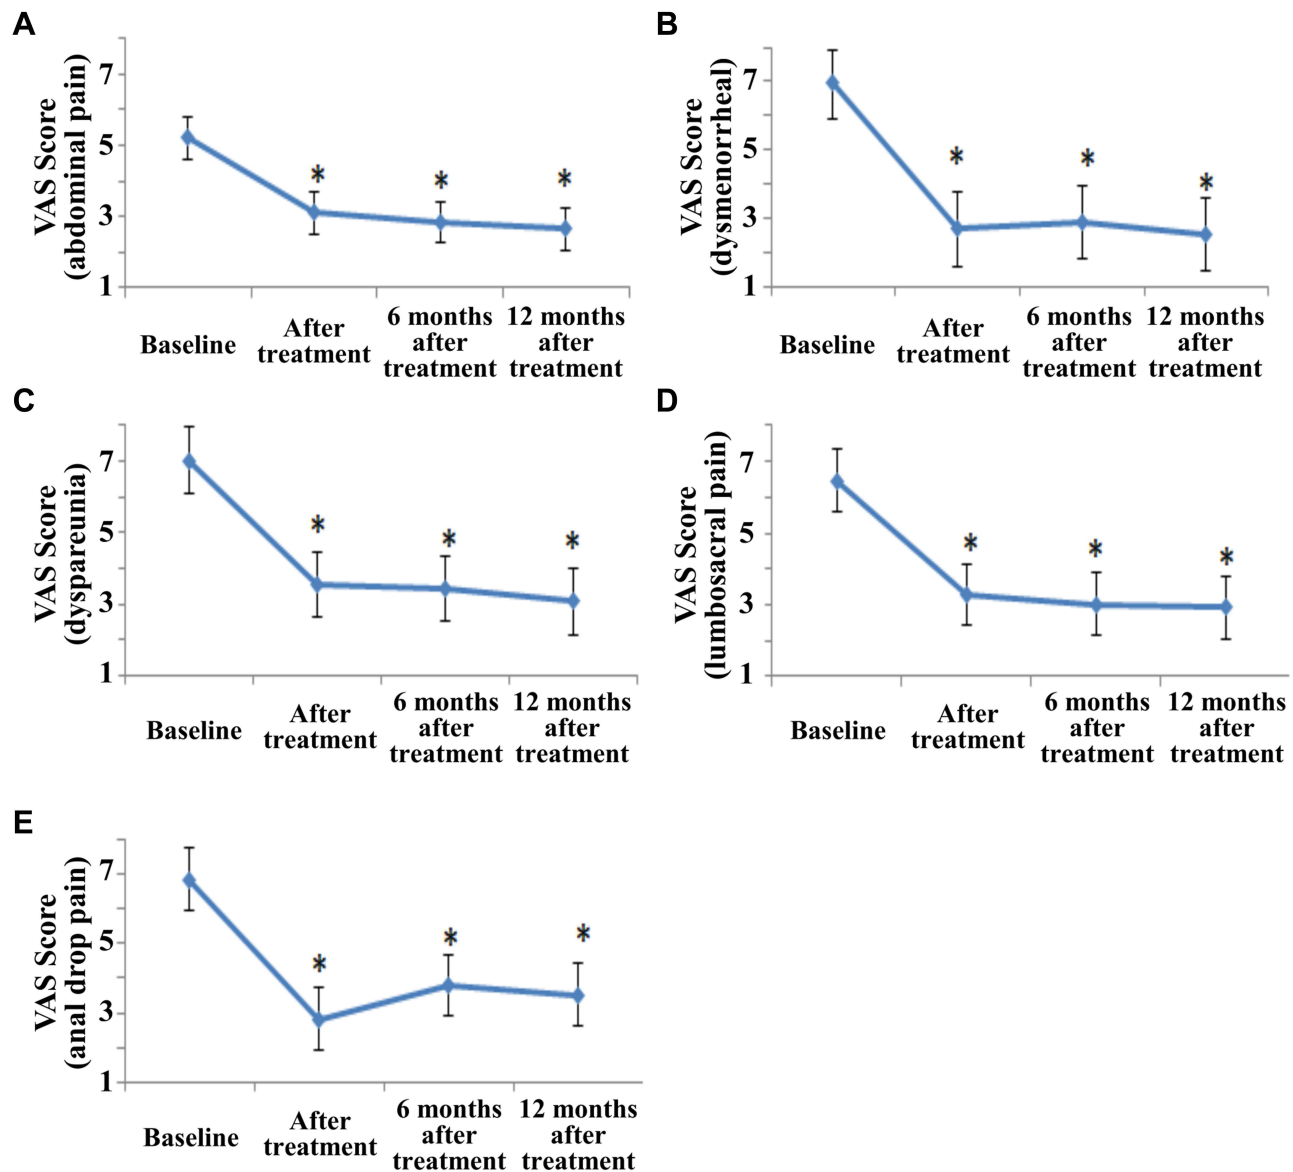 A
VAS Score
(abdominal pain)
7
5
3
1
*
*
*
Baseline
After
treatment
6 months
after
treatment
12 months
after
treatment
B
VAS Score
(dysmenorrheal)
7
5
3
1
*
*
*
Baseline
After
treatment
6 months
after
treatment
12 months
after
treatment
C
VAS Score
(dyspareunia)
7
5
3
1
*
*
*
Baseline
After
treatment
6 months
after
treatment
12 months
after
treatment
D
VAS Score
(lumbosacral pain)
7
5
3
1
*
*
*
Baseline
After
treatment
6 months
after
treatment
12 months
after
treatment
E
VAS Score
(anal drop pain)
7
5
3
1
*
*
*
Baseline
After
treatment
6 months
after
treatment
12 months
after
treatment